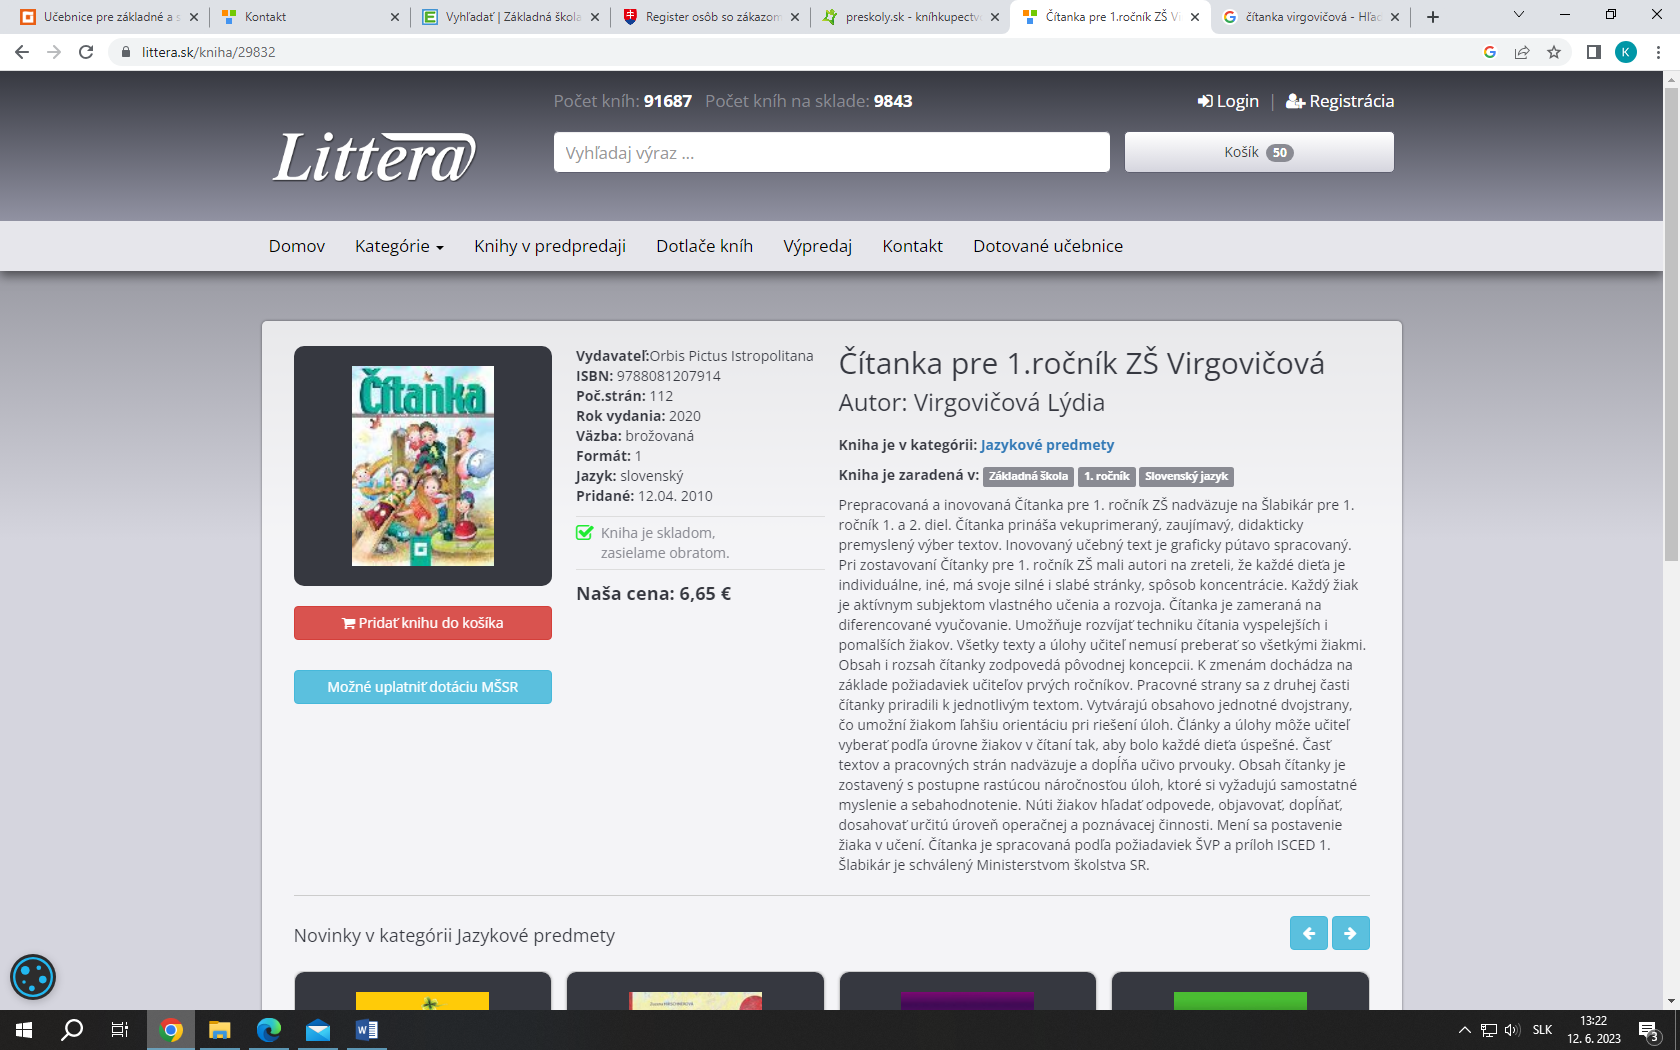 Učebnice pre základné a s
Kontakt
Vyhľadať | Základná škola
Register osôb so zákazom
preskoly.sk - kníhkupectv
Čítanka pre 1.ročník ZŠ Vi
čítanka virgovičová - Hľad
littera.sk/kniha/29832
K
Počet kníh: 91687 Počet kníh na sklade: 9843
Login | Registrácia
Littera
Vyhľadaj výraz ...
Košík 50
Domov
Kategórie
Knihy v predpredaji
Dotlače kníh
Výpredaj
Kontakt
Dotované učebnice
Čítanka
Pridať knihu do košíka
Možné uplatniť dotáciu MŠSR
Vydavateľ:Orbis Pictus Istropolitana
ISBN: 9788081207914
Poč.strán: 112
Rok vydania: 2020
Väzba: brožovaná
Formát: 1
Jazyk: slovenský
Pridané: 12.04. 2010
Kniha je skladom,
zasielame obratom.
Naša cena: 6,65 €
Čítanka pre 1.ročník ZŠ Virgovičová
Autor: Virgovičová Lýdia
Kniha je v kategórii: Jazykové predmety
Kniha je zaradená v: Základná škola 1. ročník Slovenský jazyk
Prepracovaná a inovovaná Čítanka pre 1. ročník ZŠ nadväzuje na Šlabikár pre 1.
ročník 1. a 2. diel. Čítanka prináša vekuprimeraný, zaujímavý, didakticky
premyslený výber textov. Inovovaný učebný text je graficky pútavo spracovaný.
Pri zostavovaní Čítanky pre 1. ročník ZŠ mali autori na zreteli, že každé dieťa je
individuálne, iné, má svoje silné i slabé stránky, spôsob koncentrácie. Každý žiak
je aktívnym subjektom vlastného učenia a rozvoja. Čítanka je zameraná na
diferencované vyučovanie. Umožňuje rozvíjať techniku čítania vyspelejších i
pomalších žiakov. Všetky texty a úlohy učiteľ nemusí preberať so všetkými žiakmi.
Obsah i rozsah čítanky zodpovedá pôvodnej koncepcii. K zmenám dochádza na
základe požiadaviek učiteľov prvých ročníkov. Pracovné strany sa z druhej časti
čítanky priradili k jednotlivým textom. Vytvárajú obsahovo jednotné dvojstrany,
čo umožní žiakom ľahšiu orientáciu pri riešení úloh. Články a úlohy môže učiteľ
vyberať podľa úrovne žiakov v čítaní tak, aby bolo každé dieťa úspešné. Časť
textov a pracovných strán nadväzuje a dopĺňa učivo prvouky. Obsah čítanky je
zostavený s postupne rastúcou náročnosťou úloh, ktoré si vyžadujú samostatné
myslenie a sebahodnotenie. Núti žiakov hľadať odpovede, objavovať, dopĺňať,
dosahovať určitú úroveň operačnej a poznávacej činnosti. Mení sa postavenie
žiaka v učení. Čítanka je spracovaná podľa požiadaviek ŠVP a príloh ISCED 1.
Šlabikár je schválený Ministerstvom školstva SR.
Novinky v kategórii Jazykové predmety
SLK
13:22
12. 6. 2023
3